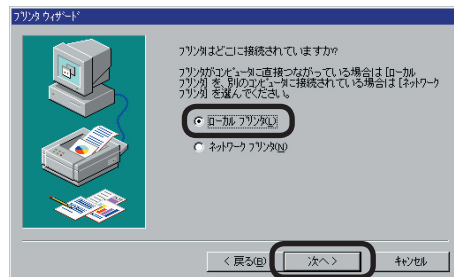 プリンタ ウィザード
プリンタはどこに接続されていますか?
プリンタがコンピュータに直接つながっている場合は [ローカル
プリンタ] を、別のコンピュータに接続されている場合は [ネットワーク
プリンタ] を選んでください。
ローカル プリンタ(L)
ネットワーク プリンタ(N)
< 戻る(B)
次へ >
キャンセル